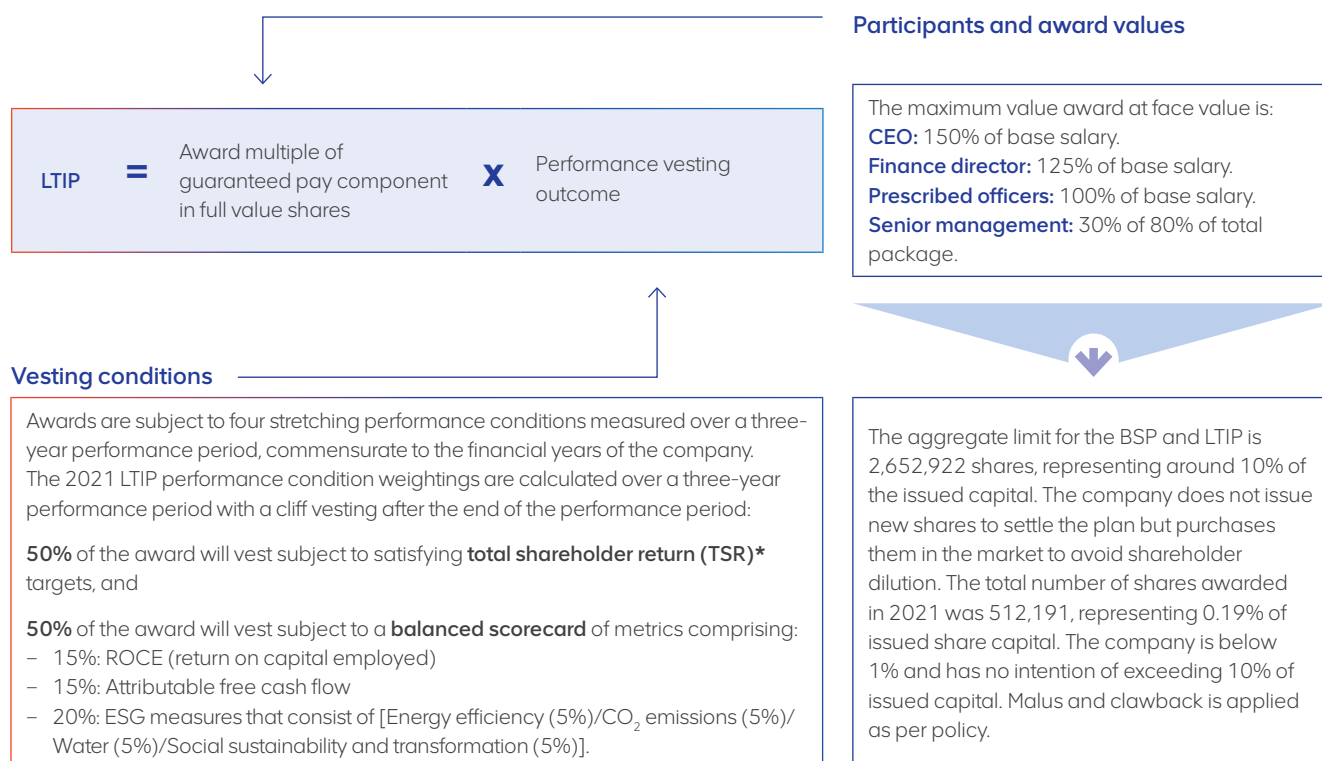 Participants and award values
LTIP = Award multiple of guaranteed pay component in full value shares x Performance vesting outcome
The maximum value award at face value is:
CEO: 150% of base salary.
Finance director: 125% of base salary.
Prescribed officers: 100% of base salary.
Senior management: 30% of 80% of total
package.
Vesting conditions
Awards are subject to four stretching performance conditions measured over a three-
year performance period, commensurate to the financial years of the company.
The 2021 LTIP performance condition weightings are calculated over a three-year
performance period with a cliff vesting after the end of the performance period:
50% of the award will vest subject to satisfying total shareholder return (TSR)*
targets, and
50% of the award will vest subject to a balanced scorecard of metrics comprising:
– 15%: ROCE (return on capital employed)
– 15%: Attributable free cash flow
– 20%: ESG measures that consist of [Energy efficiency (5%)/CO₂ emissions (5%)/
Water (5%)/Social sustainability and transformation (5%)].
The aggregate limit for the BSP and LTIP is
2,652,922 shares, representing around 10% of
the issued capital. The company does not issue
new shares to settle the plan but purchases
them in the market to avoid shareholder
dilution. The total number of shares awarded
in 2021 was 512,191, representing 0.19% of
issued share capital. The company is below
1% and has no intention of exceeding 10% of
issued capital. Malus and clawback is applied
as per policy.